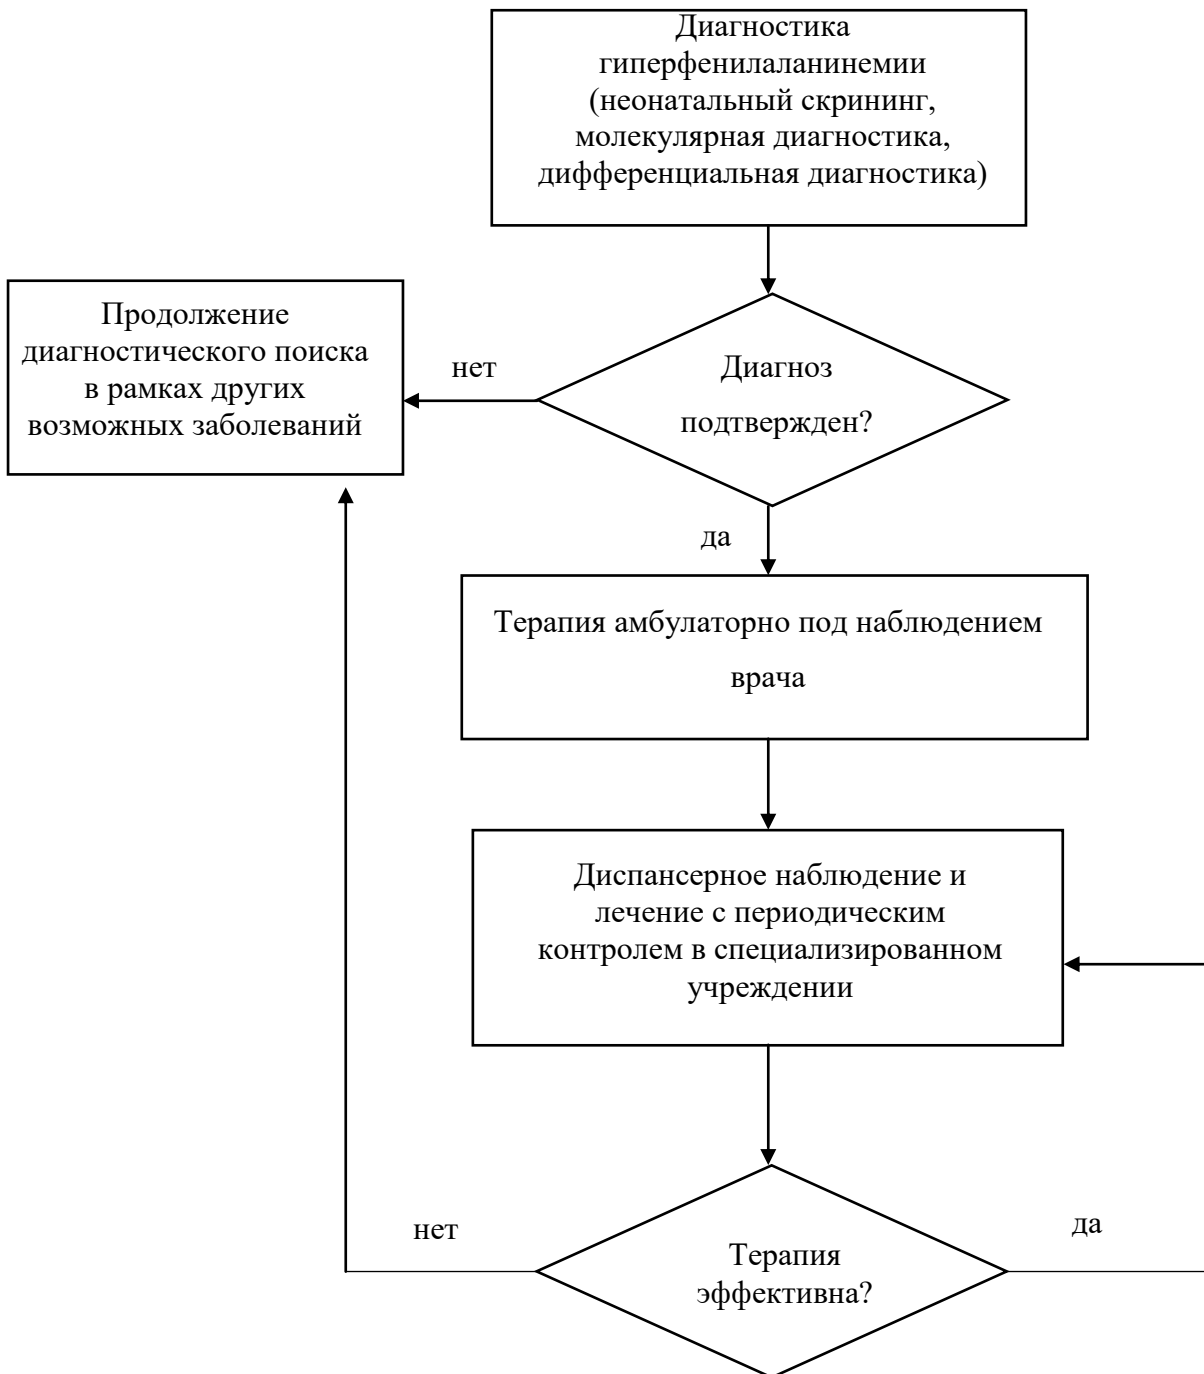 Диагностика
гиперфенилаланинемии
(неонатальный скрининг,
молекулярная диагностика,
дифференциальная диагностика)
Продолжение
диагностического поиска
в рамках других
возможных заболеваний
нет
Диагноз
подтвержден?
да
Терапия амбулаторно под наблюдением
врача
Диспансерное наблюдение и
лечение с периодическим
контролем в специализированном
учреждении
нет
Терапия
эффективна?
да